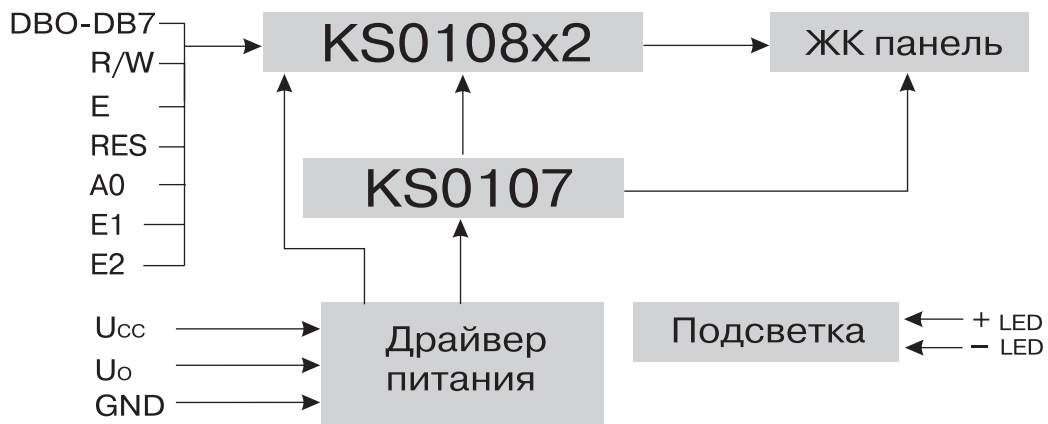 DBO-DB7
R/W
E
RES
A0
E1
E2
KS0108x2
ЖК панель
KS0107
Ucc
Uo
GND
Драйвер
питания
Подсветка
+ LED
− LED